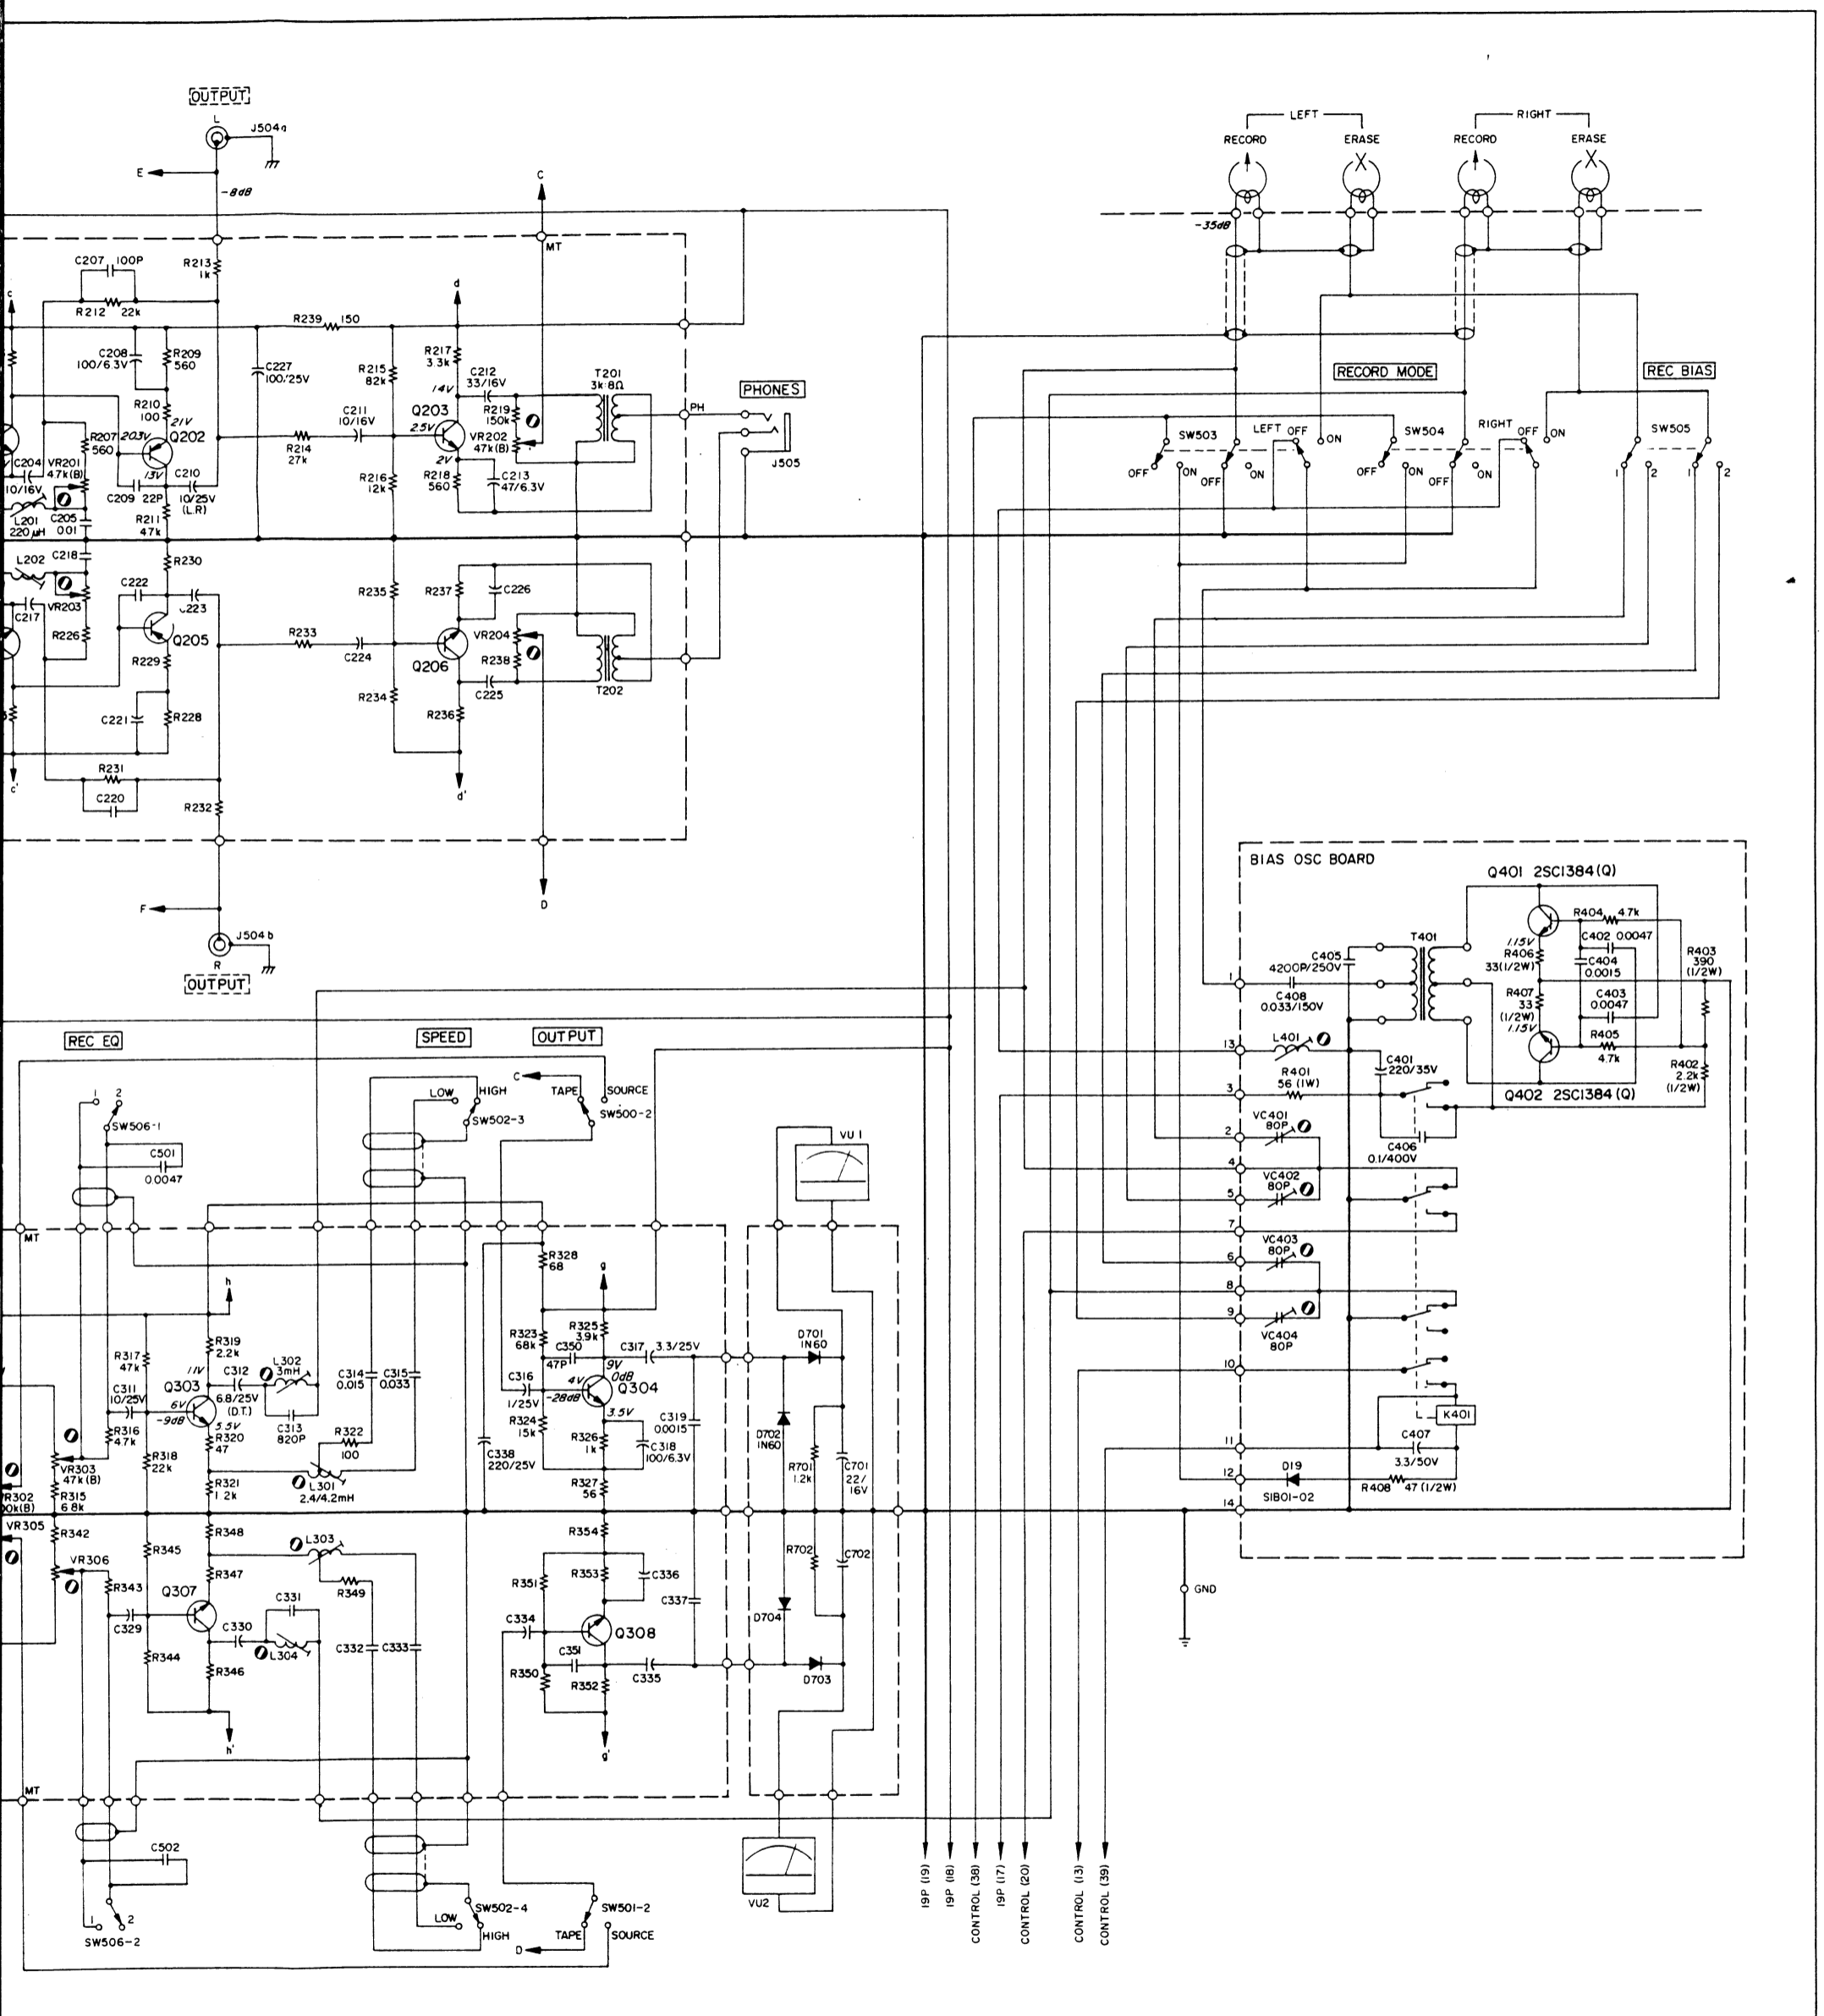 OUTPUT
L
J504a
E
-8dB
C
MT
LEFT
RIGHT
RECORD
ERASE
RECORD
ERASE
-35dB
C207 100P
R213
1k
R212 22k
c
d
R239 150
C208
100/6.3V
R209
560
C227
100/25V
R215
82k
R217
3.3k
C212
33/16V
T201
3k:8Ω
PHONES
PH
J505
RECORD MODE
REC BIAS
R210
100
21V
R207
560
20.3V
Q202
13V
C204
10/16V
VR201
47k(B)
C209 22P
C210
10/25V
(L.R)
L201
220μH
C205
0.01
R211
47k
R214
27k
C211
10/16V
Q203
14V
2.5V
2V
R219
150k
VR202
47k(B)
R216
12k
R218
560
C213
47/6.3V
SW503
LEFT OFF
ON
OFF
ON
OFF
ON
SW504
RIGHT OFF
ON
OFF
ON
OFF
ON
SW505
1
2
1
2
L202
C218
R230
C222
C223
C217
VR203
R226
Q205
R229
C221
R228
R231
C220
R232
c'
R233
C224
R235
R237
C226
Q206
VR204
R238
C225
T202
R234
R236
d'
D
F
J504b
R
OUTPUT
BIAS OSC BOARD
Q401 2SC1384(Q)
R404 4.7k
T401
1.15V
R406
33(1/2W)
C402 0.0047
C404
0.0015
R403
390
(1/2W)
C405
4200P/250V
R407
33
(1/2W)
1.15V
C403
0.0047
1
C408
0.033/150V
R405
4.7k
13
L401
C401
220/35V
R402
2.2k
(1/2W)
3
R401
56 (1W)
Q402 2SC1384(Q)
2
VC401
80P
C406
0.1/400V
4
5
VC402
80P
7
6
VC403
80P
8
9
VC404
80P
10
K401
11
C407
3.3/50V
12
D19
S1B01-02
R408 47 (1/2W)
14
GND
REC EQ
SPEED
OUTPUT
1
2
SW506-1
C501
0.0047
LOW
HIGH
SW502-3
C
TAPE
SOURCE
SW500-2
VU 1
MT
h
R328
68
g
R317
47k
R319
2.2k
11V
C312
6.8/25V
(D.T.)
L302
3mH
C313
820P
C314
0.015
C315
0.033
R323
68k
C350
47P
R325
3.9k
C317 3.3/25V
9V
0dB
D701
1N60
C311
10/25V
Q303
6V
-9dB
5.5V
C316
1/25V
4V
-28dB
Q304
3.5V
R316
4.7k
R320
47
R322
100
R324
15k
R326
1k
C318
100/6.3V
C319
0.0015
D702
1N60
VR303
47k(B)
R318
22k
L301
2.4/4.2mH
C338
220/25V
R701
1.2k
C701
22/
16V
R315
6.8k
R321
1.2k
R327
56
VR305
R342
VR306
R345
R348
L303
R354
R702
C702
R343
R347
R349
R351
R353
C336
Q307
C331
C334
C337
D704
C329
C330
L304
C332
C333
Q308
R344
R346
C351
R350
R352
C335
D703
h'
g'
MT
C502
1
2
SW506-2
SW502-4
LOW
HIGH
SW501-2
TAPE
SOURCE
D
VU2
19P (19)
19P (18)
CONTROL (38)
19P (17)
CONTROL (20)
CONTROL (13)
CONTROL (39)